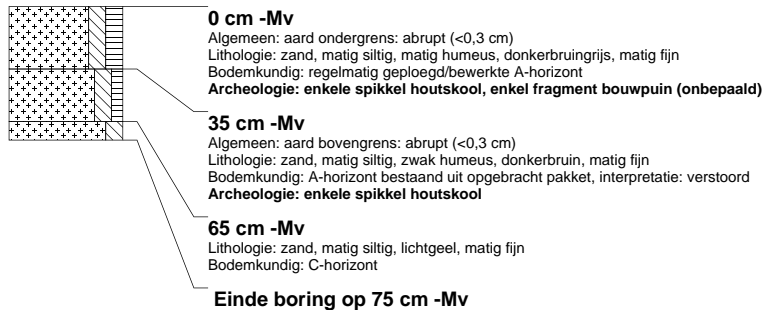 0 cm -Mv
Algemeen: aard ondergrens: abrupt (<0,3 cm)
Lithologie: zand, matig siltig, matig humeus, donkerbruingrijs, matig fijn
Bodemkundig: regelmatig geploegd/bewerkte A-horizont
Archeologie: enkele spikkel houtskool, enkel fragment bouwpuin (onbepaald)
35 cm -Mv
Algemeen: aard bovengrens: abrupt (<0,3 cm)
Lithologie: zand, matig siltig, zwak humeus, donkerbruin, matig fijn
Bodemkundig: A-horizont bestaand uit opgebracht pakket, interpretatie: verstoord
Archeologie: enkele spikkel houtskool
65 cm -Mv
Lithologie: zand, matig siltig, lichtgeel, matig fijn
Bodemkundig: C-horizont
Einde boring op 75 cm -Mv